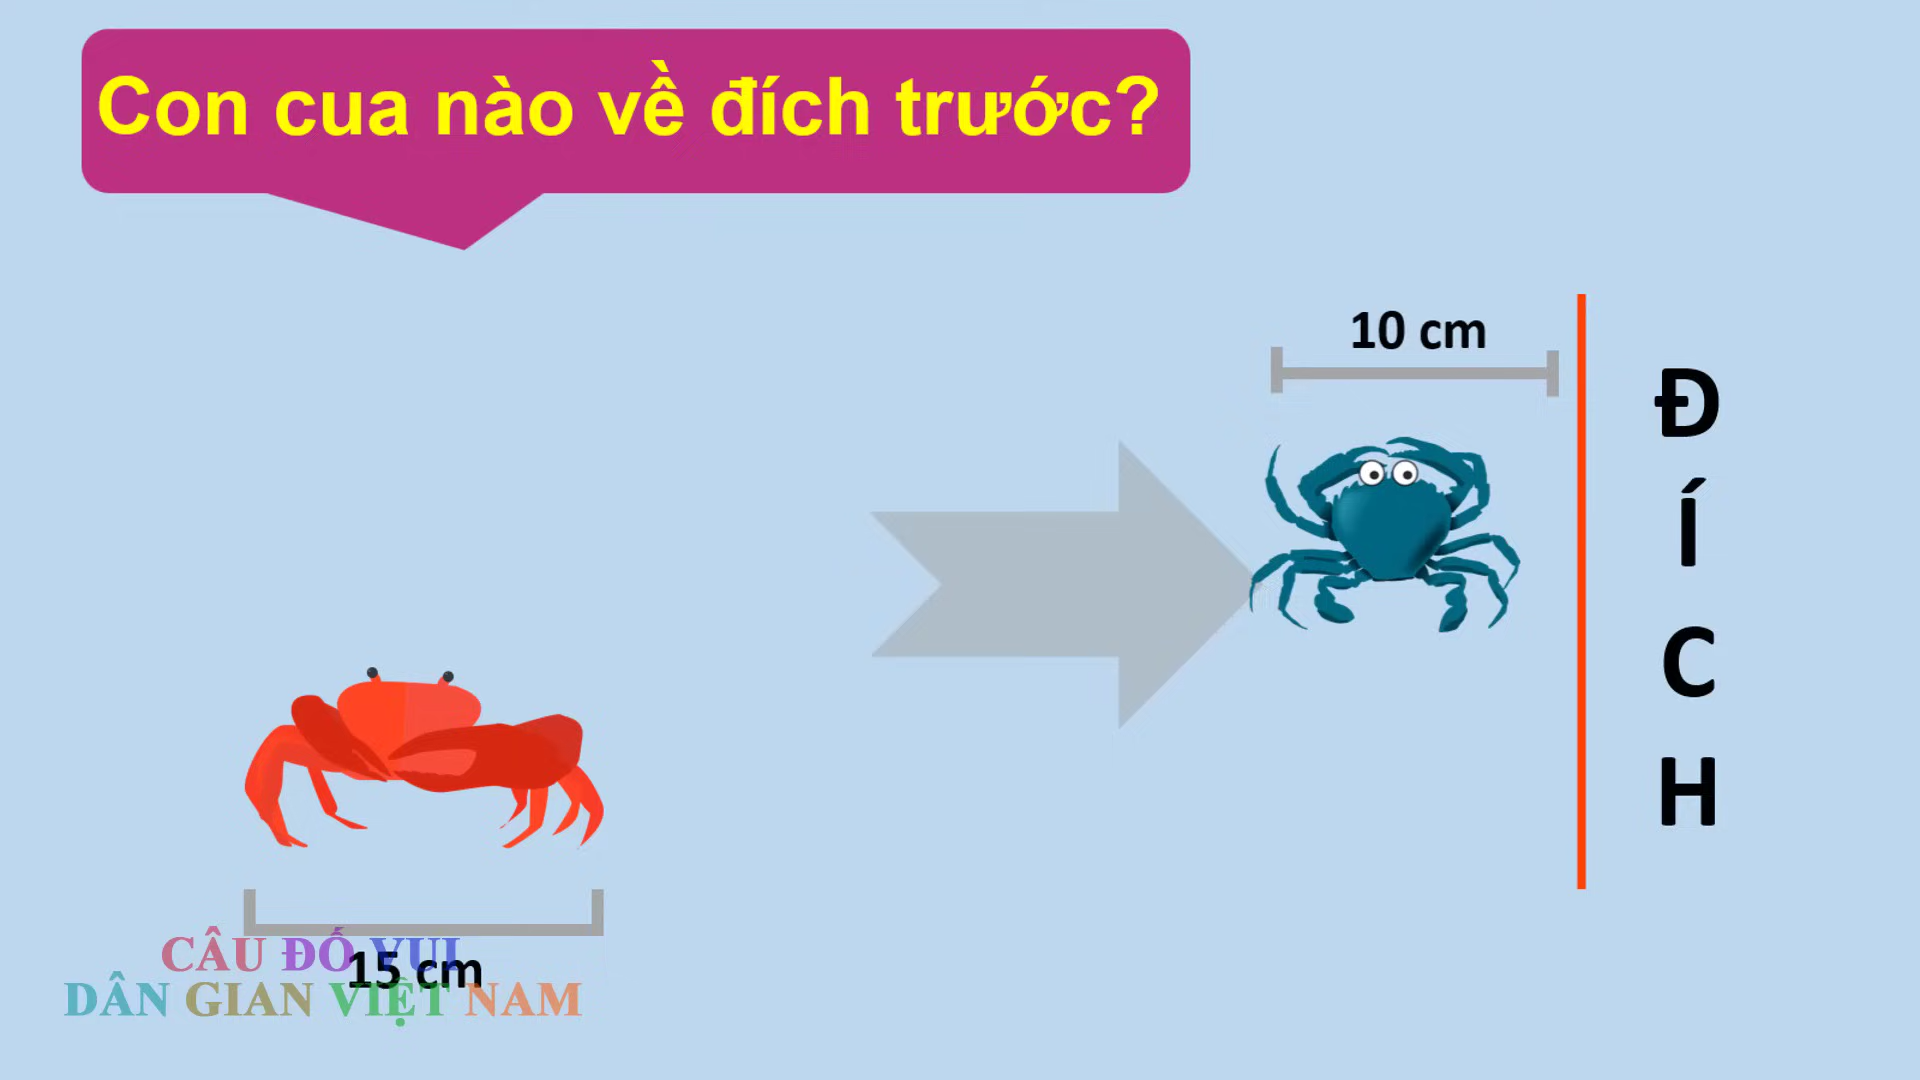 Con cua nào về đích trước?
10 cm
Đ
Í
C
H
15 cm
CÂU ĐỐ VUI
DÂN GIAN VIỆT NAM